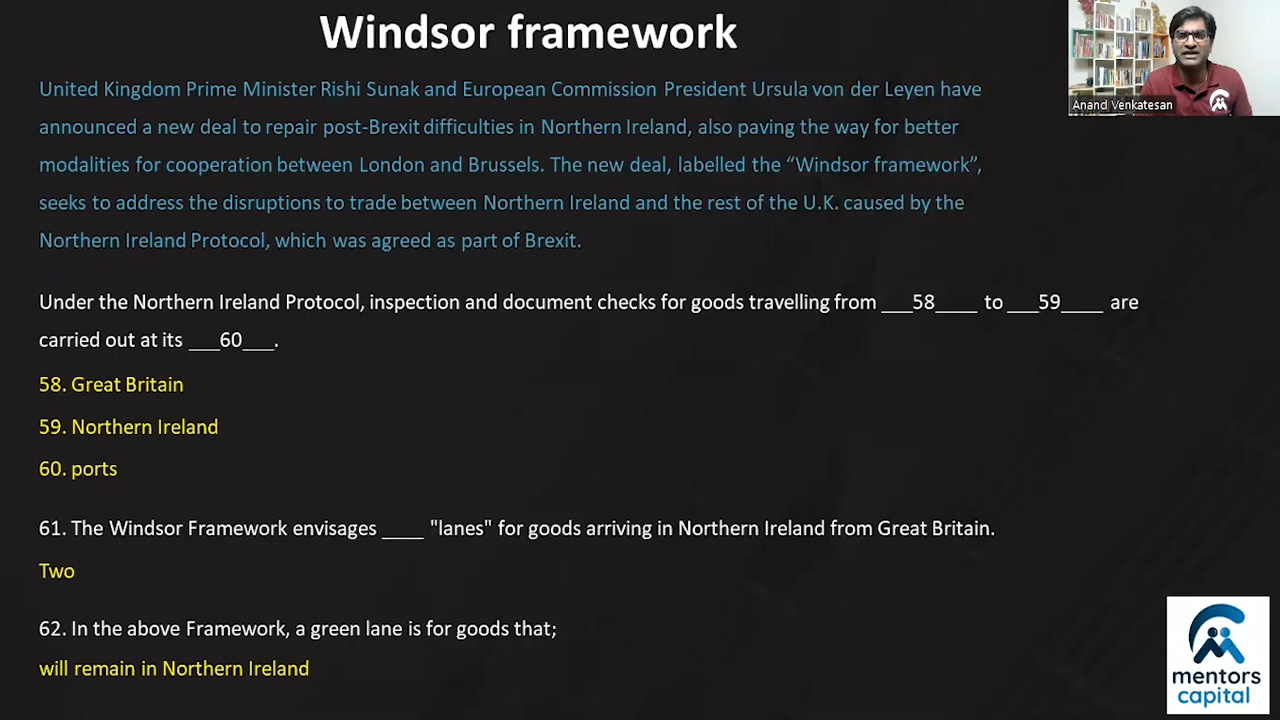 Windsor framework
United Kingdom Prime Minister Rishi Sunak and European Commission President Ursula von der Leyen have
announced a new deal to repair post-Brexit difficulties in Northern Ireland, also paving the way for better
modalities for cooperation between London and Brussels. The new deal, labelled the “Windsor framework”,
seeks to address the disruptions to trade between Northern Ireland and the rest of the U.K. caused by the
Northern Ireland Protocol, which was agreed as part of Brexit.
Anand Venkatesan
Under the Northern Ireland Protocol, inspection and document checks for goods travelling from ___58____ to ___59____ are
carried out at its ___60___.
58. Great Britain
59. Northern Ireland
60. ports
61. The Windsor Framework envisages ____ "lanes" for goods arriving in Northern Ireland from Great Britain.
Two
62. In the above Framework, a green lane is for goods that;
will remain in Northern Ireland
mentors
capital